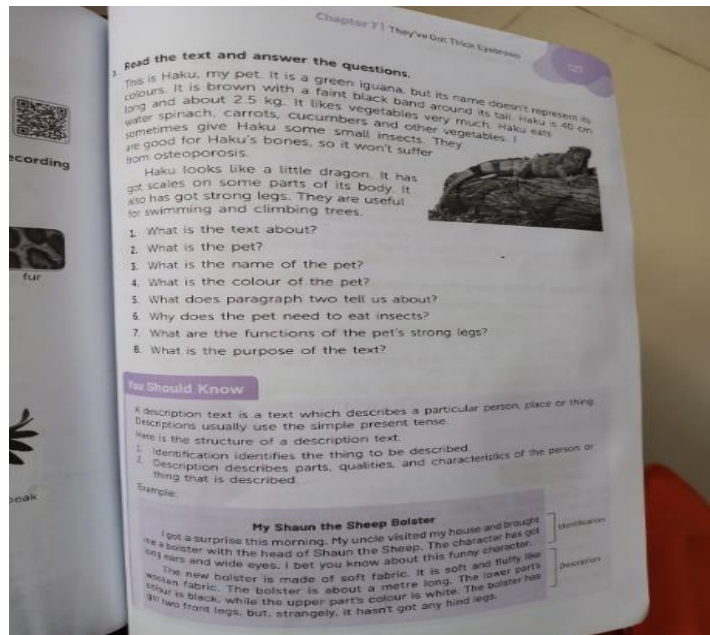 Chapter 7 | They've Got Thick Eyebrows
121
ecording
fur
peak
3. Read the text and answer the questions.
This is Haku, my pet. It is a green iguana, but its name doesn't represent its
colours. It is brown with a faint black band around its tail. Haku is 40 cm
long and about 2.5 kg. It likes vegetables very much. Haku eats
water spinach, carrots, cucumbers and other vegetables. I
sometimes give Haku some small insects. They
are good for Haku's bones, so it won't suffer
from osteoporosis.
Haku looks like a little dragon. It has
got scales on some parts of its body. It
also has got strong legs. They are useful
for swimming and climbing trees.
1. What is the text about?
2. What is the pet?
3. What is the name of the pet?
4. What is the colour of the pet?
5. What does paragraph two tell us about?
6. Why does the pet need to eat insects?
7. What are the functions of the pet's strong legs?
8. What is the purpose of the text?
You Should Know
A description text is a text which describes a particular person, place or thing.
Descriptions usually use the simple present tense.
Here is the structure of a description text.
1. Identification identifies the thing to be described.
2. Description describes parts, qualities, and characteristics of the person or
thing that is described.
Example:
My Shaun the Sheep Bolster
I got a surprise this morning. My uncle visited my house and brought
me a bolster with the head of Shaun the Sheep. The character has got
long ears and wide eyes. I bet you know about this funny character.
Identification
The new bolster is made of soft fabric. It is soft and fluffy like
woolen fabric. The bolster is about a metre long. The lower part's
colour is black, while the upper part's colour is white. The bolster has
got two front legs, but, strangely, it hasn't got any hind legs.
Description